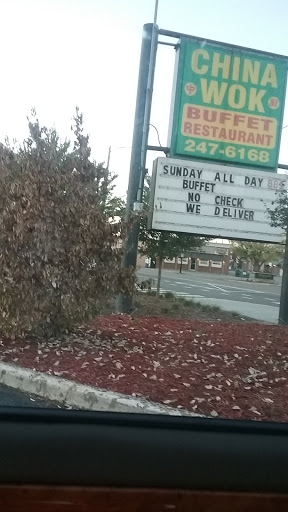 CHINA
WOK
BUFFET
RESTAURANT
247-6168
SUNDAY ALL DAY
BUFFET
NO CHECK
WE DELIVER